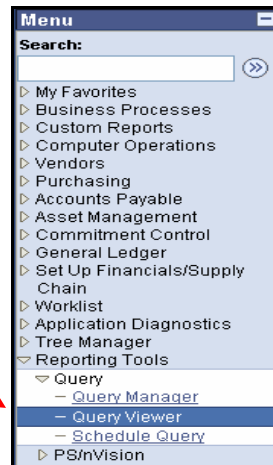 Menu
Search:
My Favorites
Business Processes
Custom Reports
Computer Operations
Vendors
Purchasing
Accounts Payable
Asset Management
Commitment Control
General Ledger
Set Up Financials/Supply
Chain
Worklist
Application Diagnostics
Tree Manager
Reporting Tools
Query
– Query Manager
– Query Viewer
– Schedule Query
PS/nVision